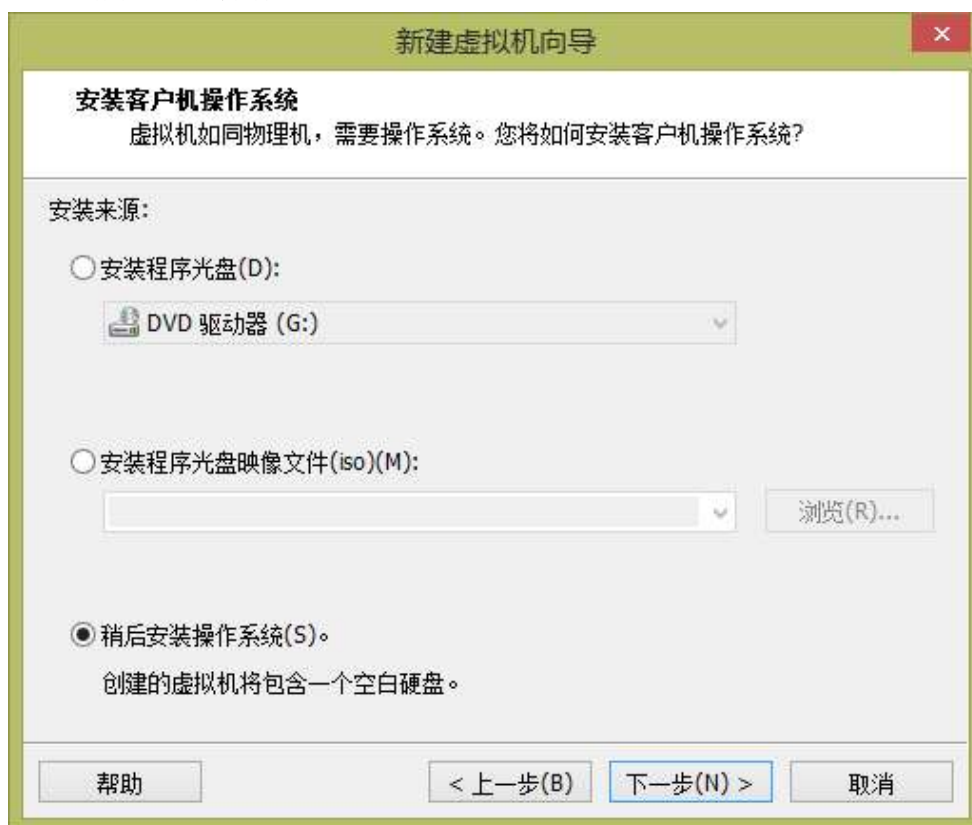 新建虚拟机向导
安装客户机操作系统
虚拟机如同物理机，需要操作系统。您将如何安装客户机操作系统?
安装来源:
安装程序光盘(D):
DVD 驱动器 (G:)
安装程序光盘映像文件(iso)(M):
浏览(R)...
稍后安装操作系统(S)。
创建的虚拟机将包含一个空白硬盘。
帮助 < 上一步(B) 下一步(N) > 取消